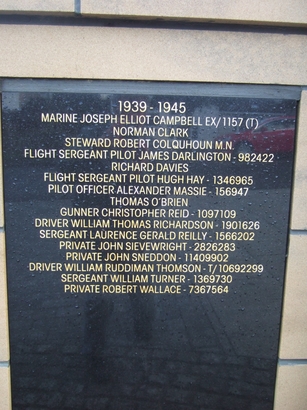 1939 - 1945
MARINE JOSEPH ELLIOT CAMPBELL EX/1157 (T)
NORMAN CLARK
STEWARD ROBERT COLQUHOUN M.N.
FLIGHT SERGEANT PILOT JAMES DARLINGTON - 982422
RICHARD DAVIES
FLIGHT SERGEANT PILOT HUGH HAY - 1346965
PILOT OFFICER ALEXANDER MASSIE - 156947
THOMAS O'BRIEN
GUNNER CHRISTOPHER REID - 1097109
DRIVER WILLIAM THOMAS RICHARDSON - 1901626
SERGEANT LAURENCE GERALD REILLY - 1566202
PRIVATE JOHN SIEVEWRIGHT - 2826283
PRIVATE JOHN SNEDDON - 11409902
DRIVER WILLIAM RUDDIMAN THOMSON - T/10692299
SERGEANT WILLIAM TURNER - 1369730
PRIVATE ROBERT WALLACE - 7367564